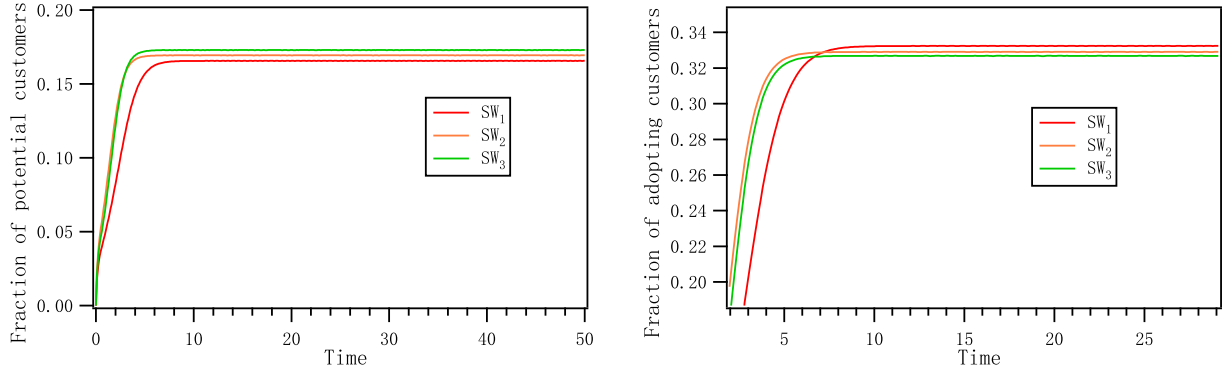 Fraction of potential customers
0.20
0.15
0.10
0.05
0.00
0
10
20
30
40
50
Time
SW1
SW2
SW3
Fraction of adopting customers
0.34
0.32
0.30
0.28
0.26
0.24
0.22
0.20
5
10
15
20
25
Time
SW1
SW2
SW3